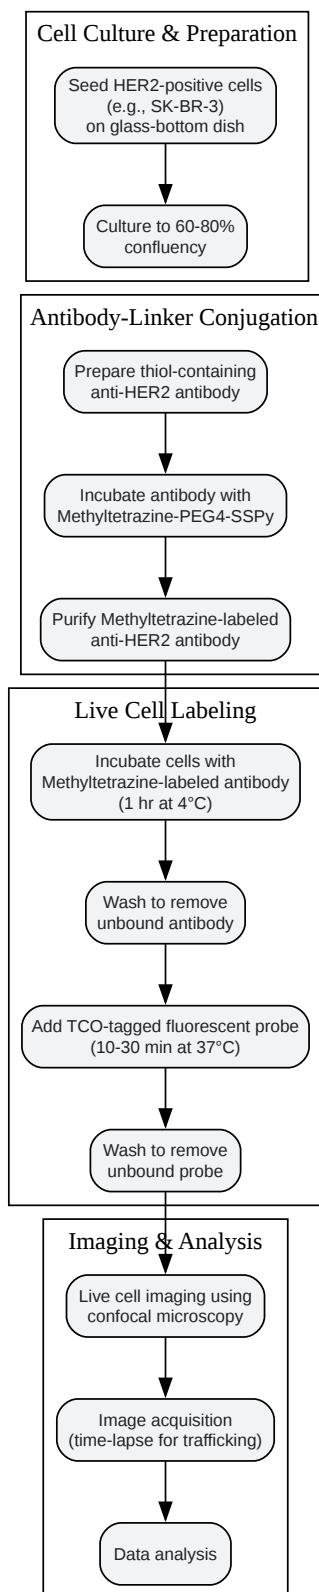 Cell Culture & Preparation
Seed HER2-positive cells
(e.g., SK-BR-3)
on glass-bottom dish
Culture to 60-80%
confluency
Antibody-Linker Conjugation
Prepare thiol-containing
anti-HER2 antibody
Incubate antibody with
Methyltetrazine-PEG4-SSPy
Purify Methyltetrazine-labeled
anti-HER2 antibody
Live Cell Labeling
Incubate cells with
Methyltetrazine-labeled antibody
(1 hr at 4°C)
Wash to remove
unbound antibody
Add TCO-tagged fluorescent probe
(10-30 min at 37°C)
Wash to remove
unbound probe
Imaging & Analysis
Live cell imaging using
confocal microscopy
Image acquisition
(time-lapse for trafficking)
Data analysis